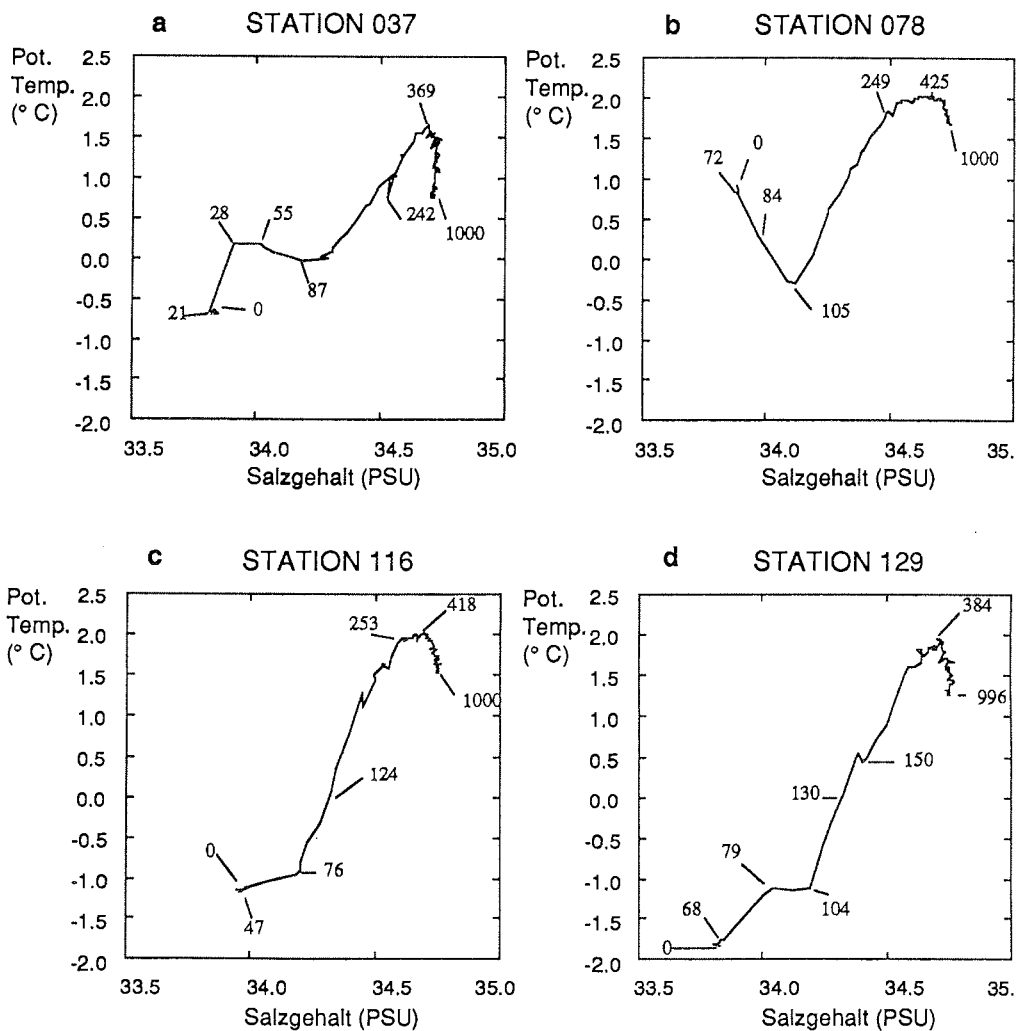 a STATION 037
Pot.
Temp.
(° C)
2.5
2.0
1.5
1.0
0.5
0.0
-0.5
-1.0
-1.5
-2.0
369
28
55
242
1000
87
21
0
33.5 34.0 34.5 35.0
Salzgehalt (PSU)
b STATION 078
Pot.
Temp.
(° C)
2.5
2.0
1.5
1.0
0.5
0.0
-0.5
-1.0
-1.5
-2.0
249
425
0
72
1000
84
105
33.5 34.0 34.5 35.
Salzgehalt (PSU)
c STATION 116
Pot.
Temp.
(° C)
2.5
2.0
1.5
1.0
0.5
0.0
-0.5
-1.0
-1.5
-2.0
418
253
1000
124
0
76
47
33.5 34.0 34.5 35.0
Salzgehalt (PSU)
d STATION 129
Pot.
Temp.
(° C)
2.5
2.0
1.5
1.0
0.5
0.0
-0.5
-1.0
-1.5
-2.0
384
996
150
130
79
104
68
0
33.5 34.0 34.5 35.
Salzgehalt (PSU)